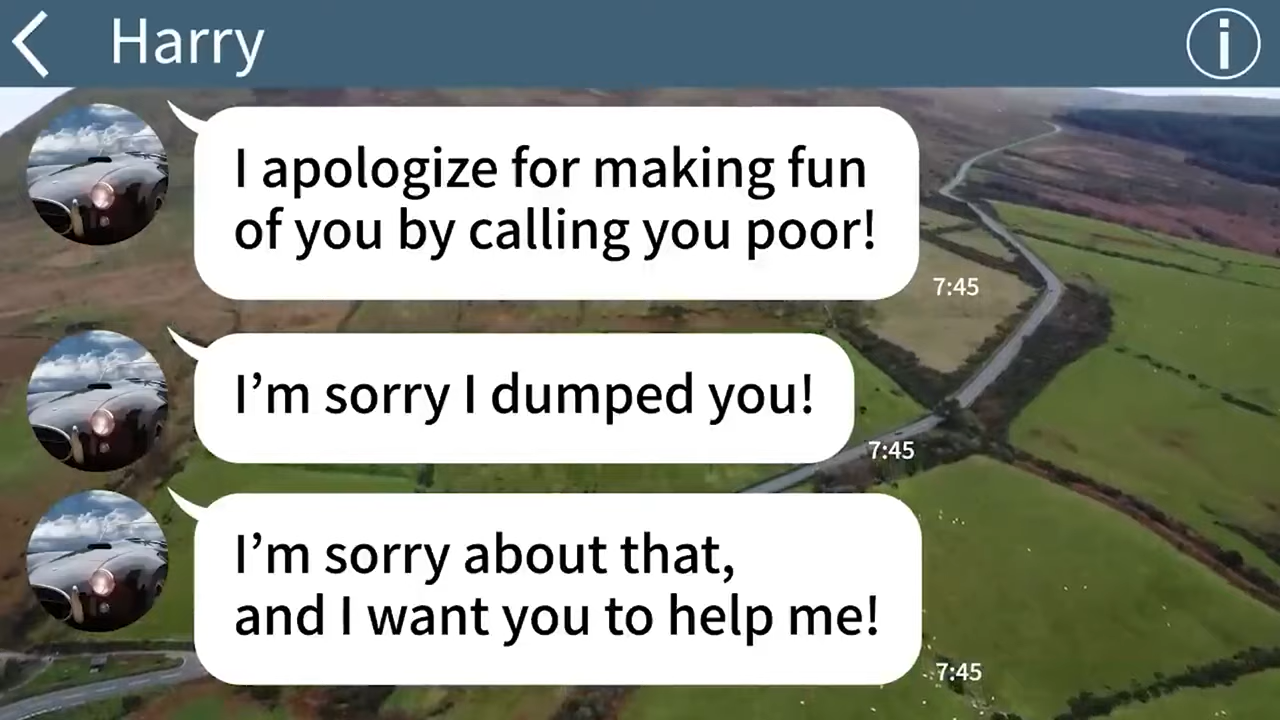 Harry
I apologize for making fun
of you by calling you poor!
7:45
I’m sorry I dumped you!
7:45
I’m sorry about that,
and I want you to help me!
7:45